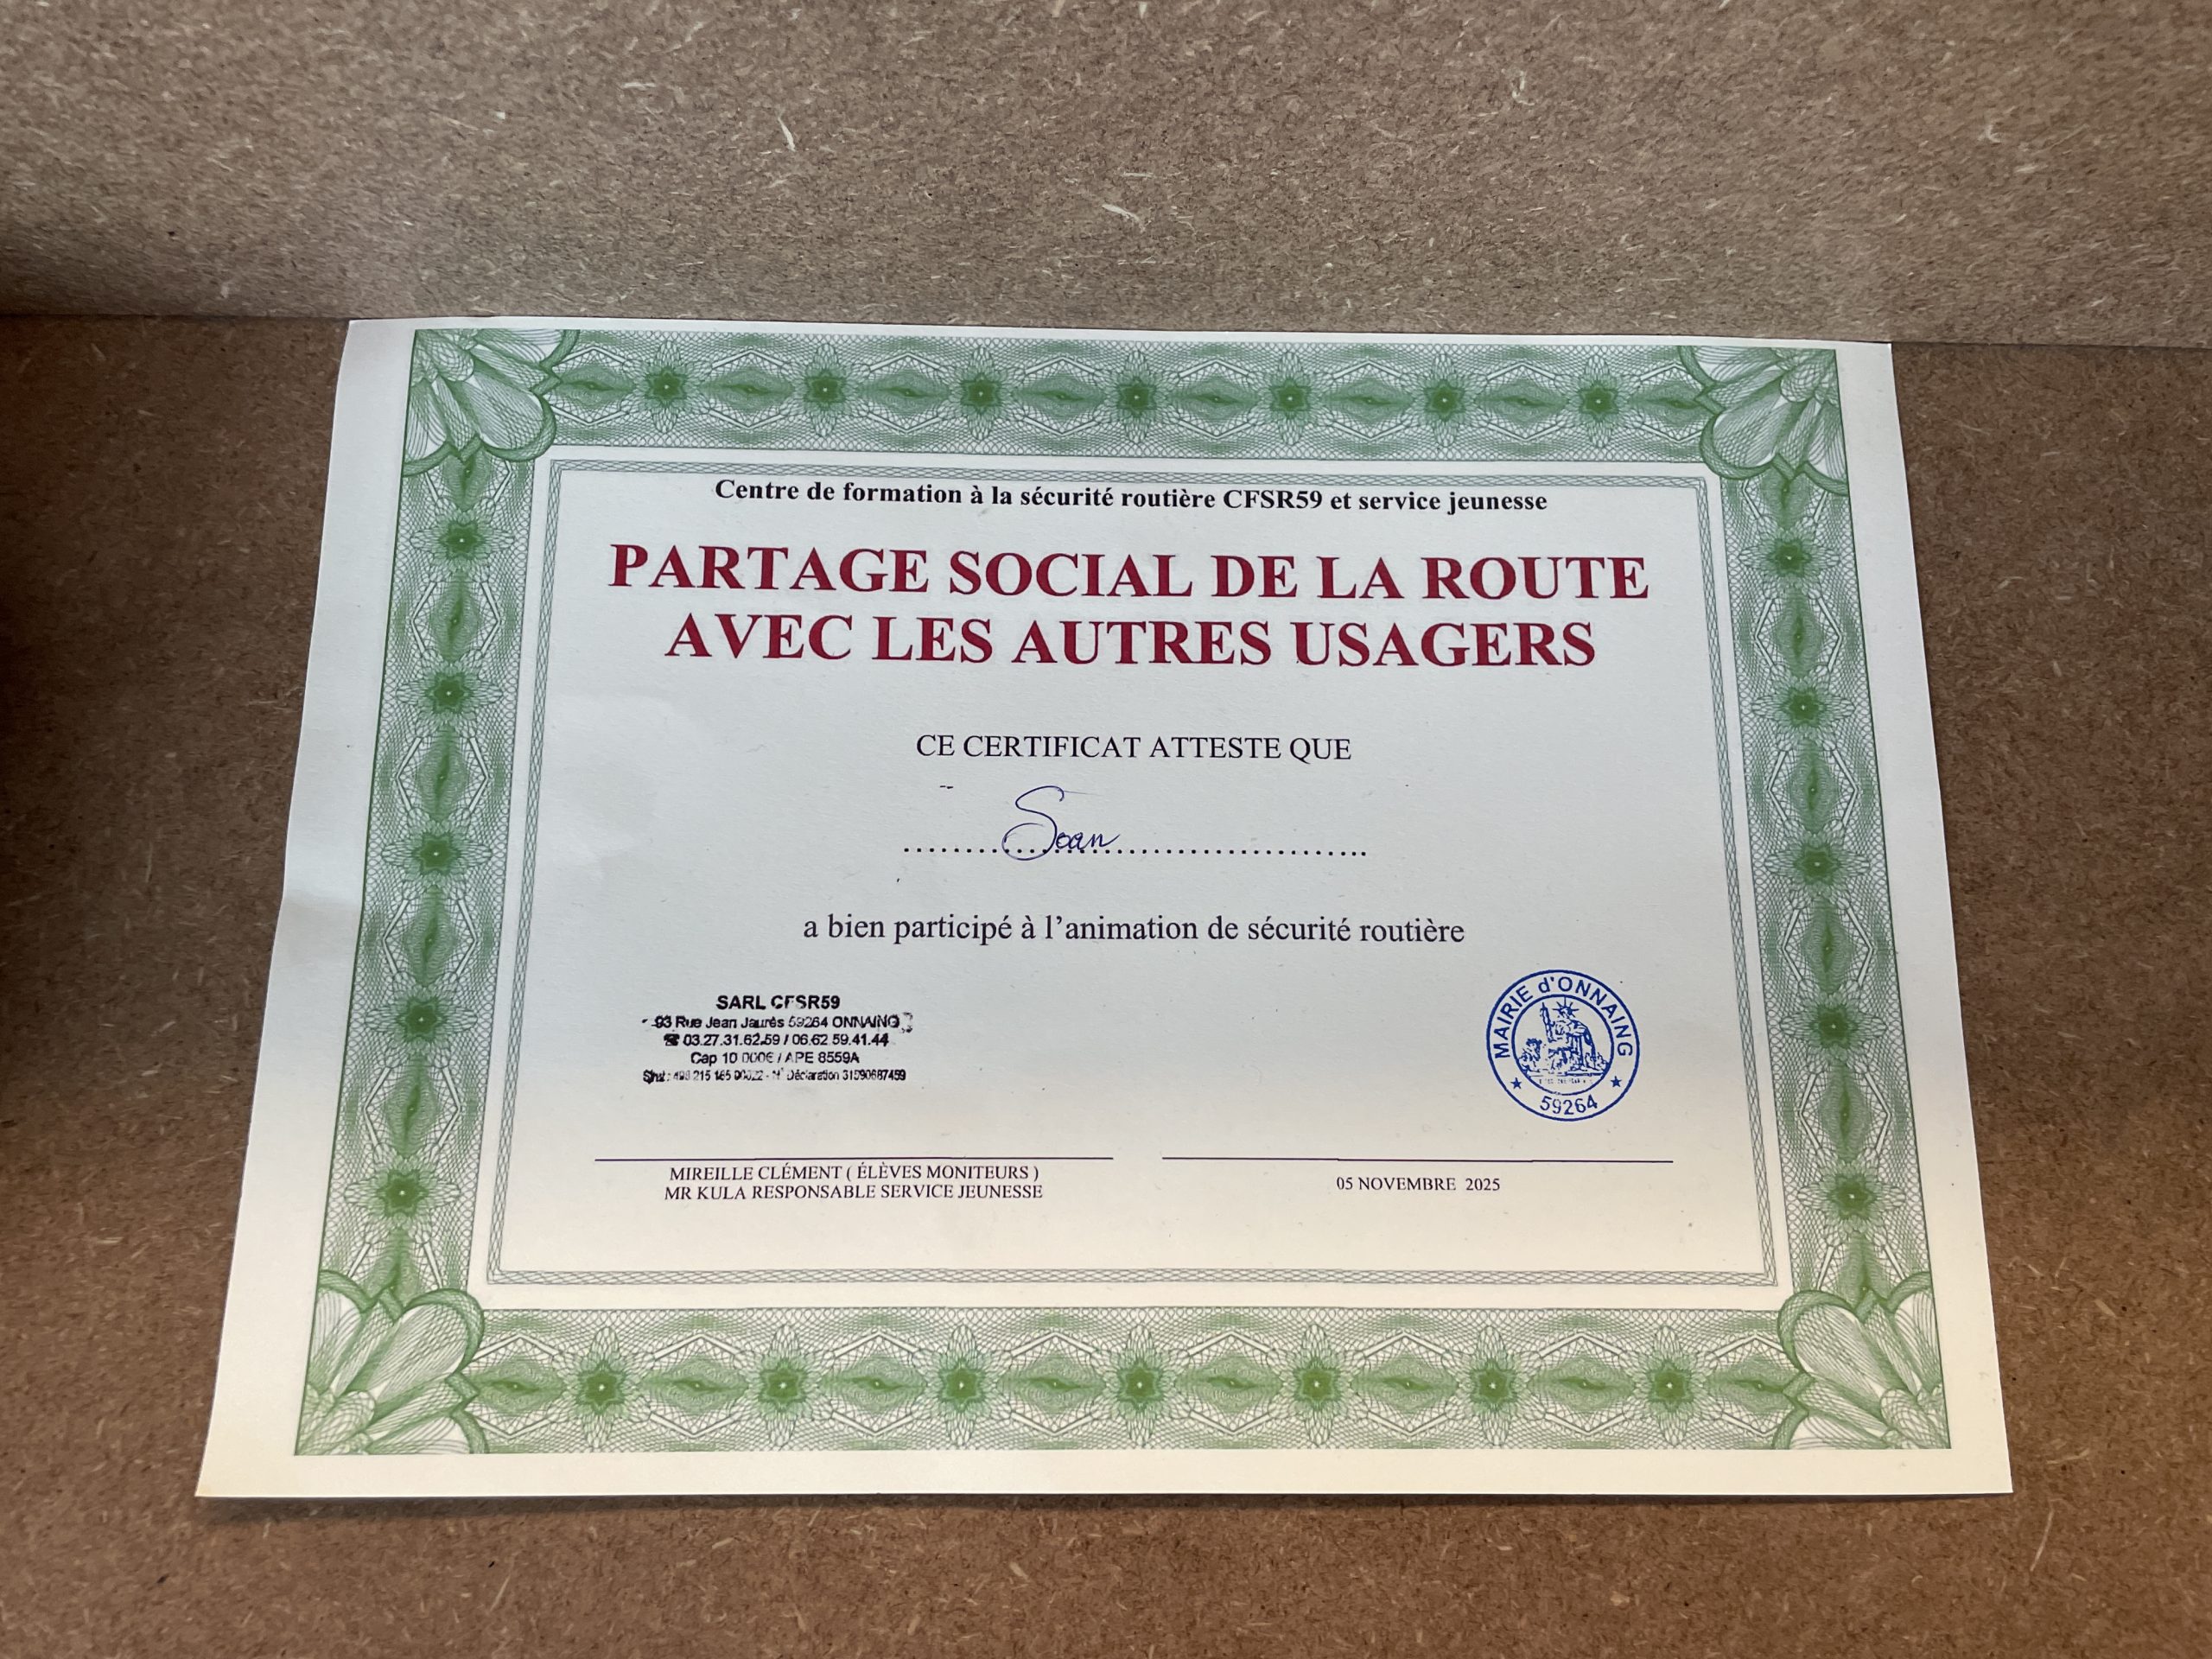 Centre de formation à la sécurité routière CFSR59 et service jeunesse
PARTAGE SOCIAL DE LA ROUTE
AVEC LES AUTRES USAGERS
CE CERTIFICAT ATTESTE QUE
Soan
a bien participé à l'animation de sécurité routière
SARL CFSR59
93 Rue Jean Jaurès 59264 ONNAING
☎ 03.27.31.62.59 / 06.62 59.41.44
Cap 10 000€ / APE 8559A
Déclaration 31590687459
MAIRIE d'ONNAING
59264
MIREILLE CLÉMENT ( ÉLÈVES MONITEURS )
MR KULA RESPONSABLE SERVICE JEUNESSE
05 NOVEMBRE 2025